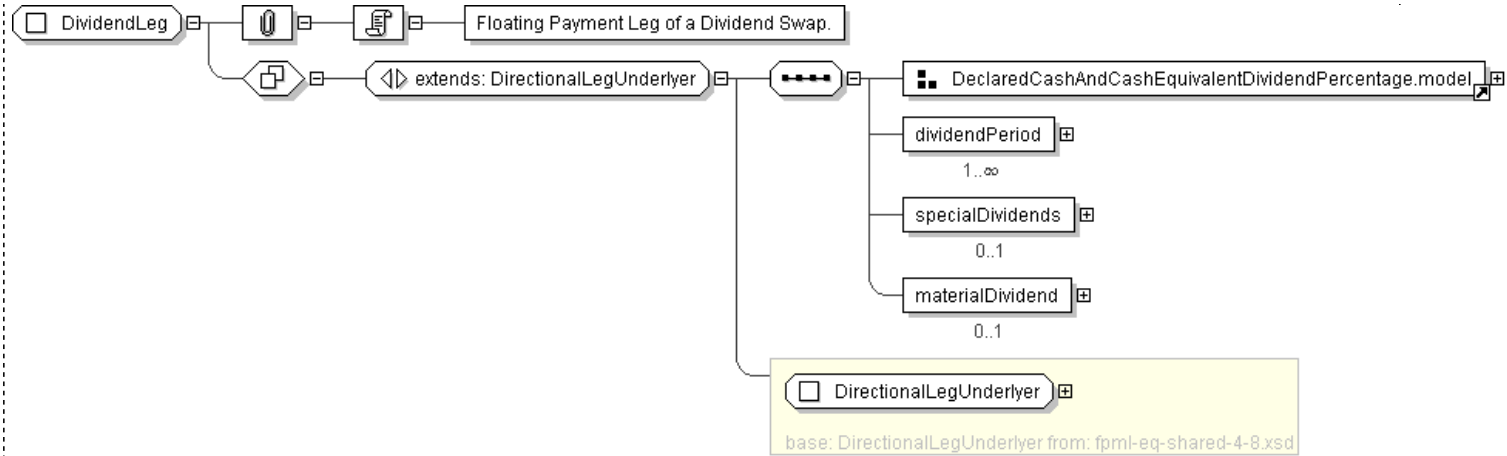 DividendLeg
Floating Payment Leg of a Dividend Swap.
extends: DirectionalLegUnderlyer
DeclaredCashAndCashEquivalentDividendPercentage.model
dividendPeriod
1..∞
specialDividends
0..1
materialDividend
0..1
DirectionalLegUnderlyer
base: DirectionalLegUnderlyer from: fpml-eq-shared-4-8.xsd